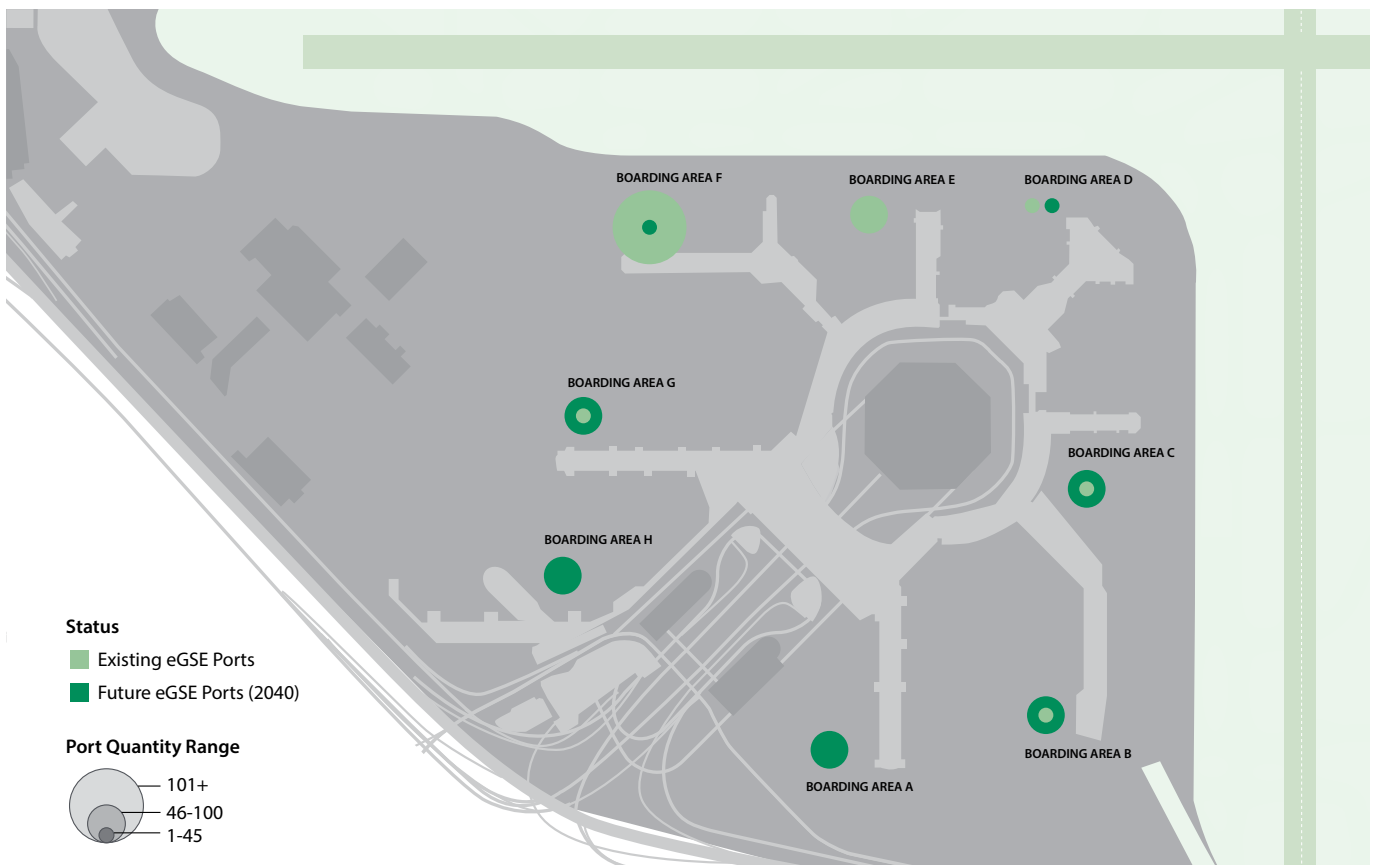 BOARDING AREA F
BOARDING AREA E
BOARDING AREA D
BOARDING AREA G
BOARDING AREA C
BOARDING AREA H
Status
Existing eGSE Ports
Future eGSE Ports (2040)
Port Quantity Range
101+
46-100
1-45
BOARDING AREA B
BOARDING AREA A